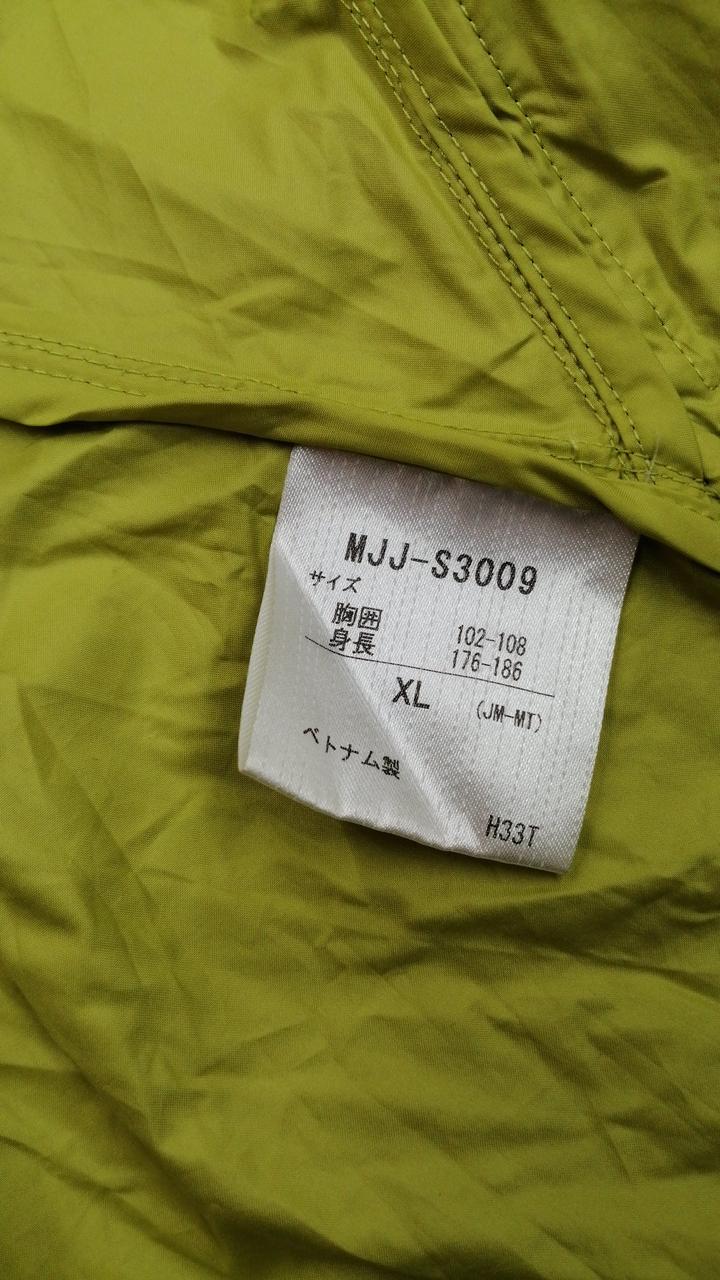 MJJ-S3009
サイズ
胸囲 102-108
身長 176-186
XL (JM-MT)
ベトナム製
H33T